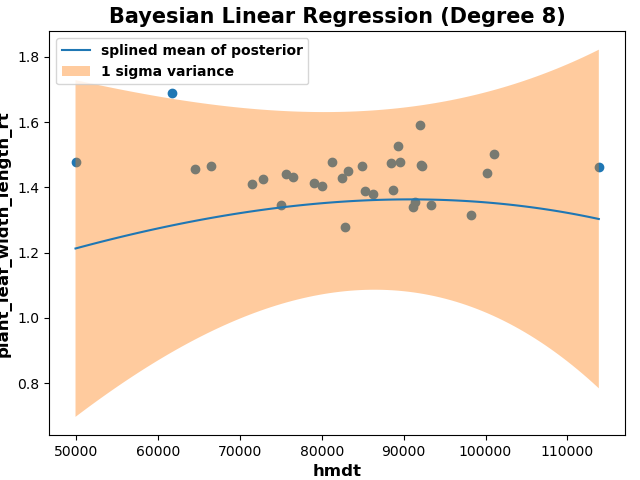 Bayesian Linear Regression (Degree 8)
splined mean of posterior
1 sigma variance
1.8
1.6
1.4
1.2
1.0
0.8
plant_leaf_width_length_rt
50000 60000 70000 80000 90000 100000 110000
hmdt